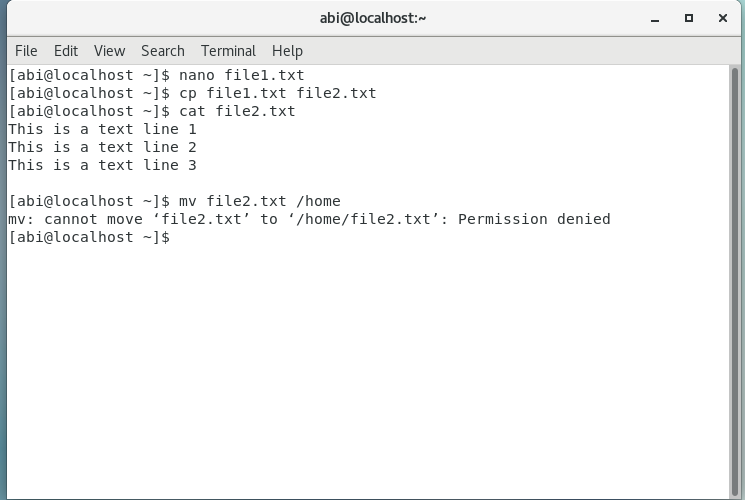 abi@localhost:~
File Edit View Search Terminal Help
[abi@localhost ~]$ nano file1.txt
[abi@localhost ~]$ cp file1.txt file2.txt
[abi@localhost ~]$ cat file2.txt
This is a text line 1
This is a text line 2
This is a text line 3
[abi@localhost ~]$ mv file2.txt /home
mv: cannot move ‘file2.txt’ to ‘/home/file2.txt’: Permission denied
[abi@localhost ~]$